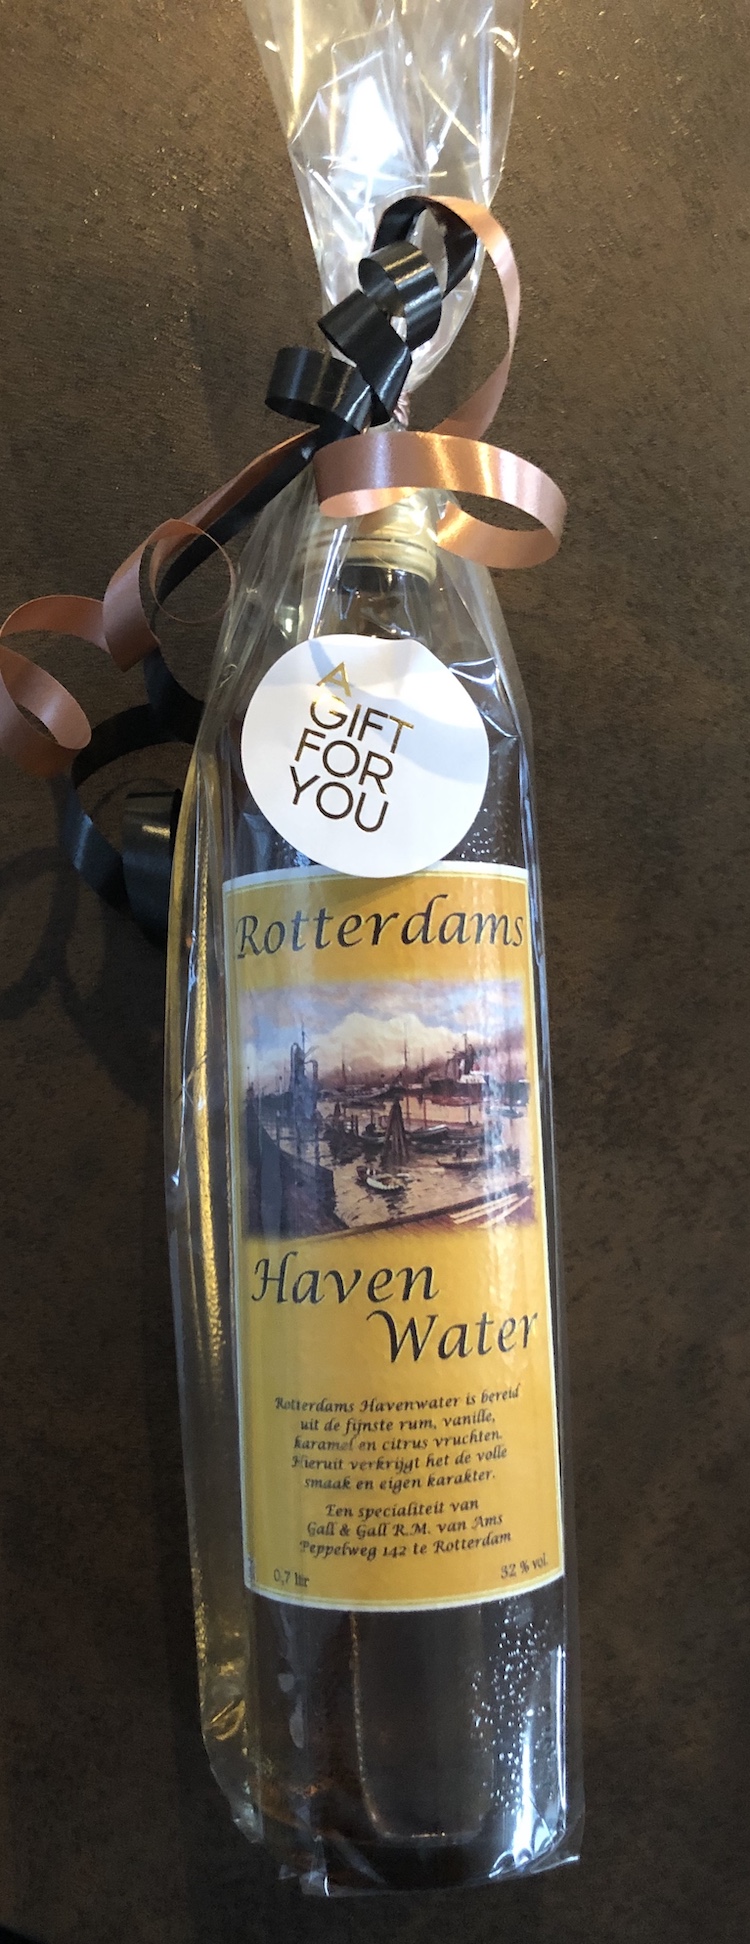 A
GIFT
FOR
YOU
Rotterdams
Haven
Water
Rotterdams Havenwater is bereid
uit de fijnste rum, vanille,
karamel en citrus vruchten.
Hieruit verkrijgt het de volle
smaak en eigen karakter.
Een specialiteit van
Gall & Gall R.M. van Ams
Peppelweg 142 te Rotterdam
0,7 liter
32 % vol.